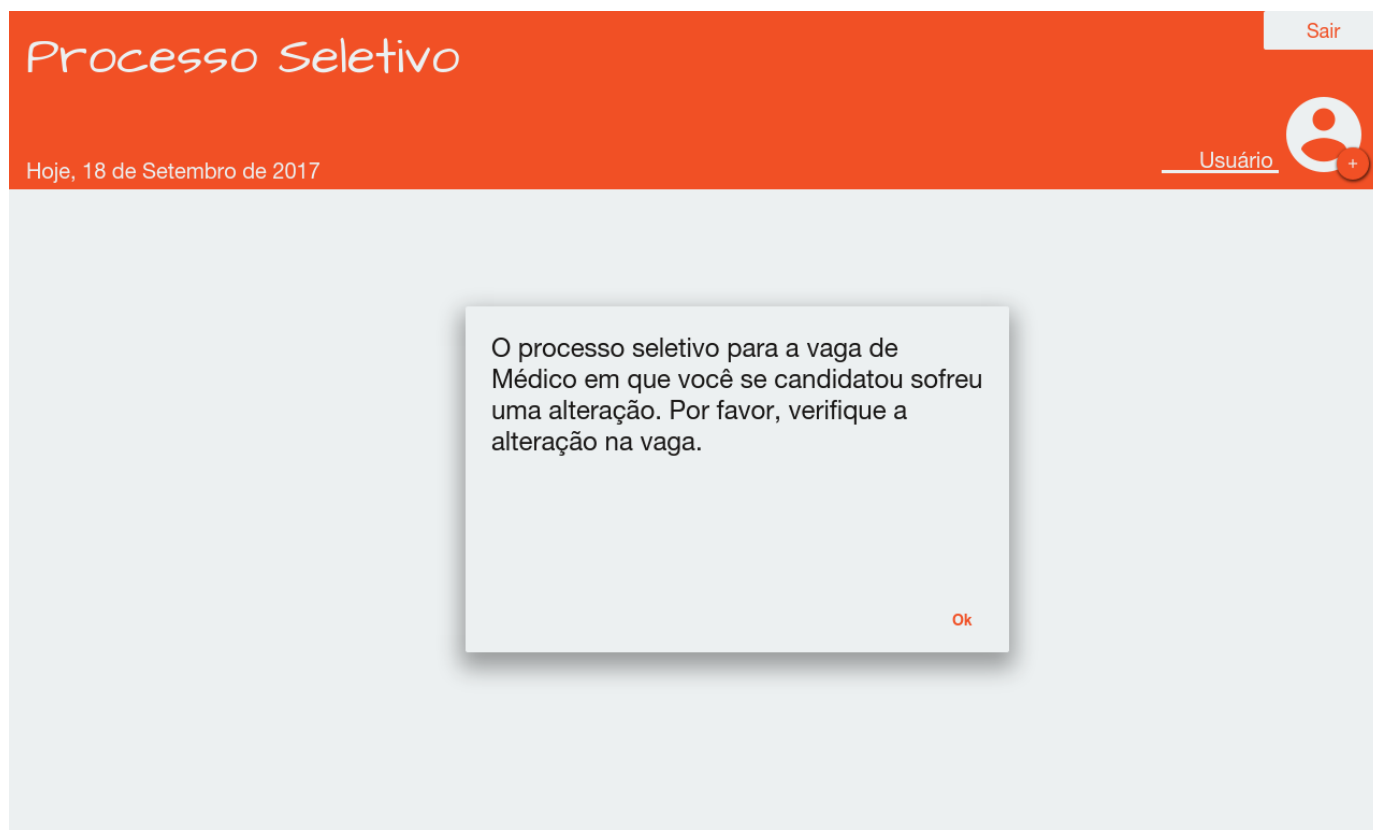 Processo Seletivo
Sair
Usuário
Hoje, 18 de Setembro de 2017
+
O processo seletivo para a vaga de
Médico em que você se candidatou sofreu
uma alteração. Por favor, verifique a
alteração na vaga.
Ok